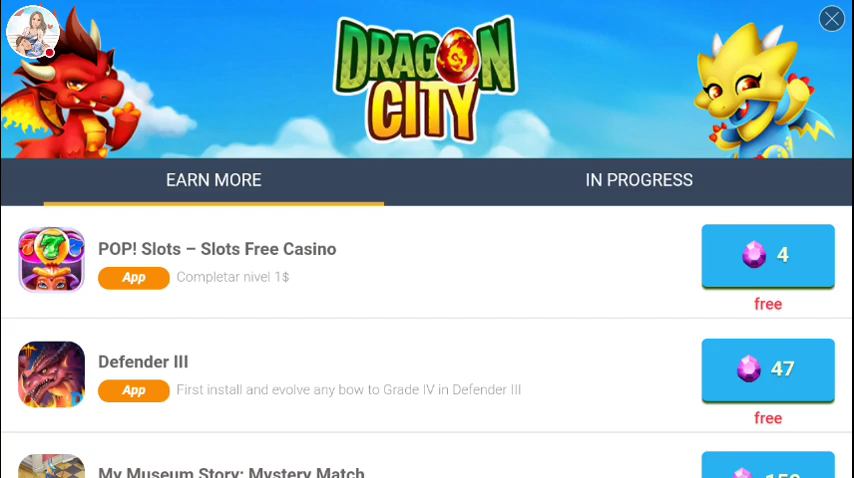 DRAGON
CITY
EARN MORE
IN PROGRESS
POP! Slots – Slots Free Casino
4
App
Completar nivel 1$
free
Defender III
47
App
First install and evolve any bow to Grade IV in Defender III
free
My Museum Story: Mystery Match